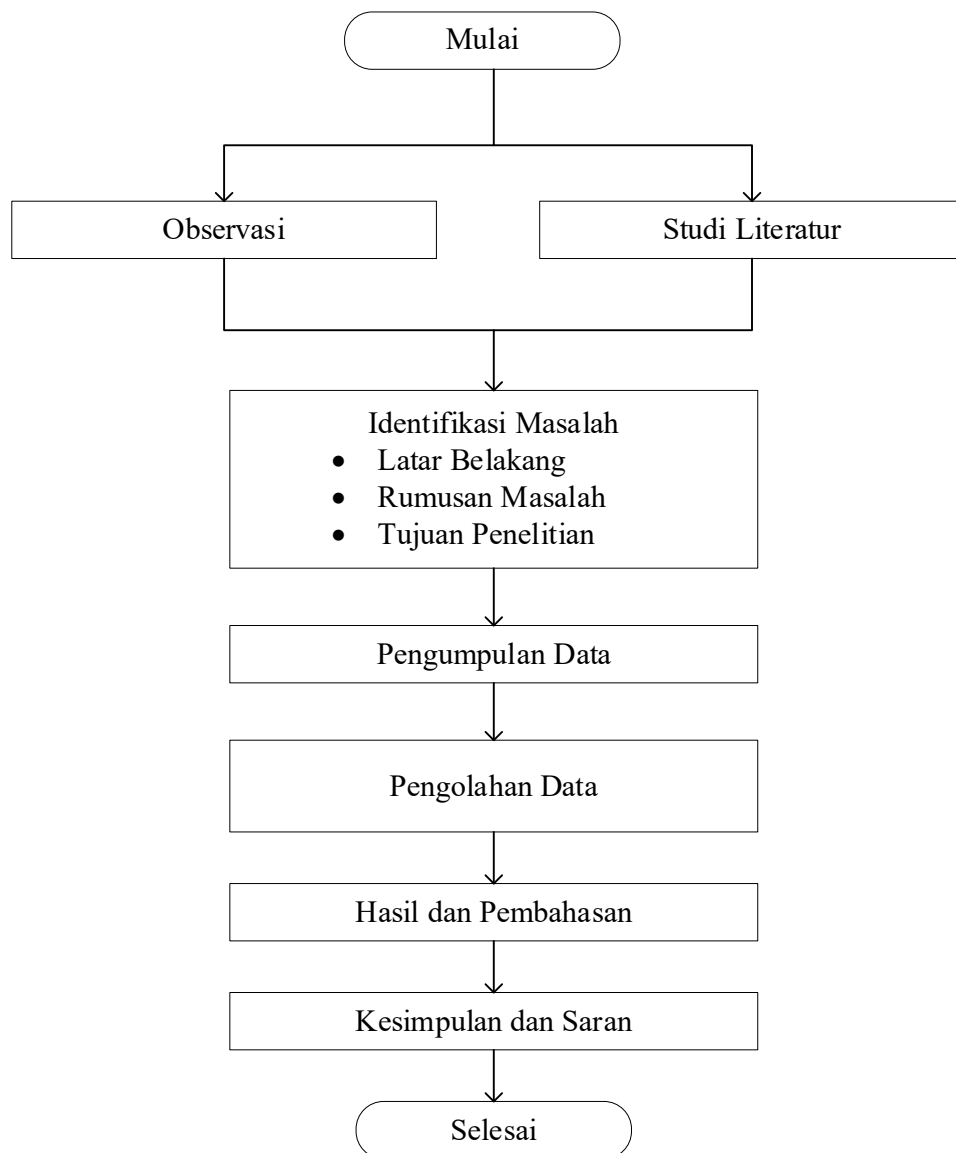 Mulai
Observasi
Studi Literatur
Identifikasi Masalah
• Latar Belakang
• Rumusan Masalah
• Tujuan Penelitian
Pengumpulan Data
Pengolahan Data
Hasil dan Pembahasan
Kesimpulan dan Saran
Selesai